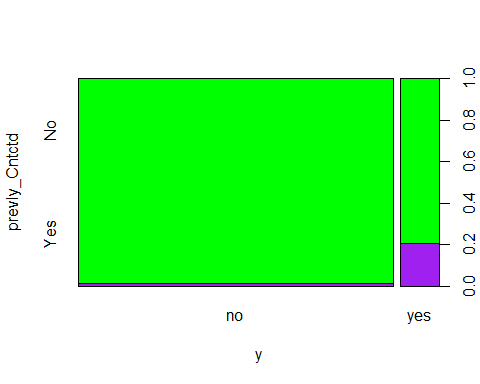 prevly_Cntctd
No
Yes
1.0
0.8
0.6
0.4
0.2
0.0
no
yes
y